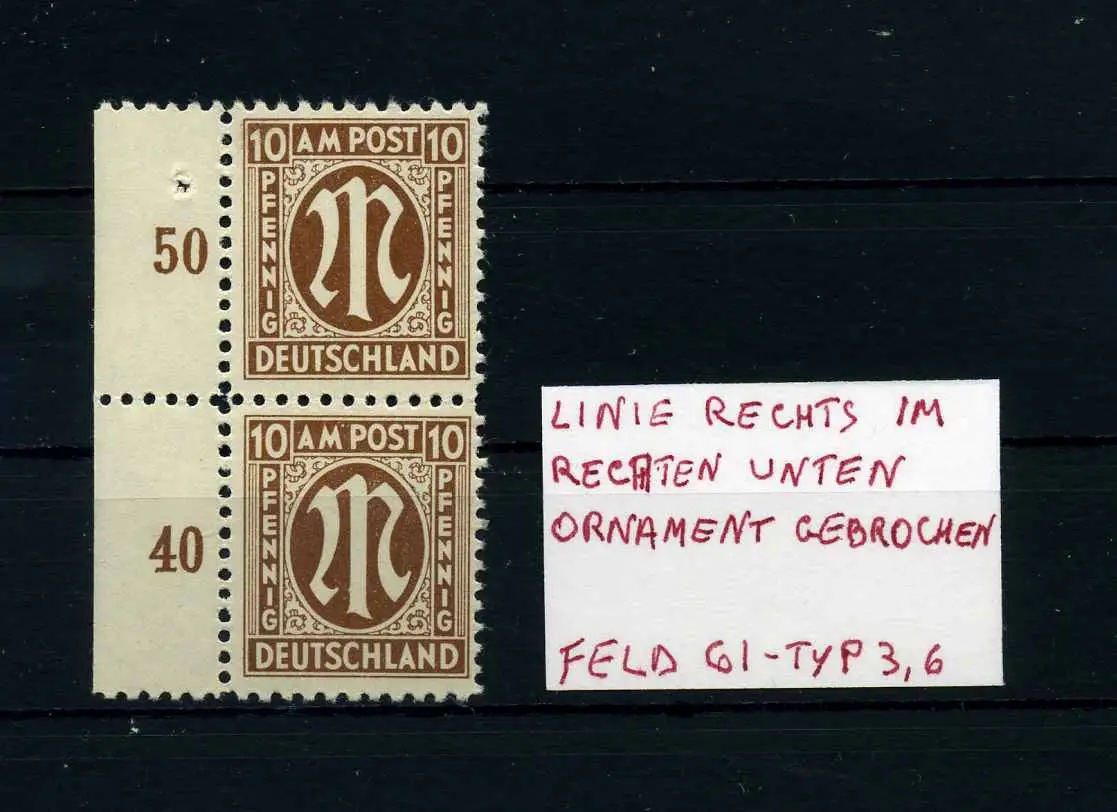 10 AM POST 10
PFENNIG
PFENNIG
50
DEUTSCHLAND
10 AM POST 10
PFENNIG
PFENNIG
40
DEUTSCHLAND
LINIE RECHTS IM
RECHTEN UNTEN
ORNAMENT GEBROCHEN
FELD 61-TYP 3,6